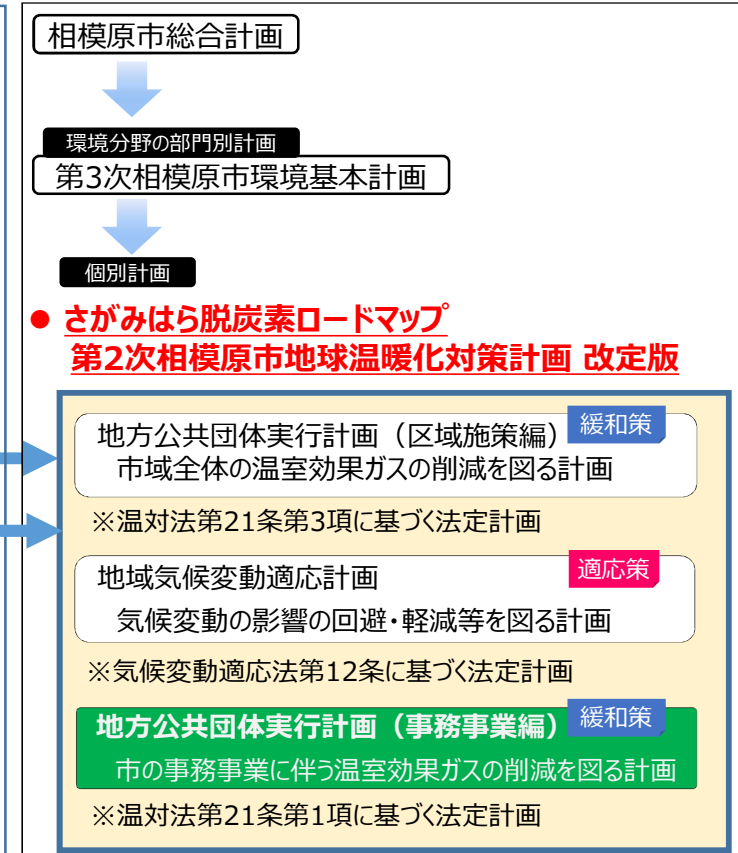 相模原市総合計画
環境分野の部門別計画
第3次相模原市環境基本計画
個別計画
● さがみはら脱炭素ロードマップ
第2次相模原市地球温暖化対策計画 改定版
地方公共団体実行計画（区域施策編） 緩和策
市域全体の温室効果ガスの削減を図る計画
※温対法第21条第3項に基づく法定計画
地域気候変動適応計画 適応策
気候変動の影響の回避・軽減等を図る計画
※気候変動適応法第12条に基づく法定計画
地方公共団体実行計画（事務事業編） 緩和策
市の事務事業に伴う温室効果ガスの削減を図る計画
※温対法第21条第1項に基づく法定計画